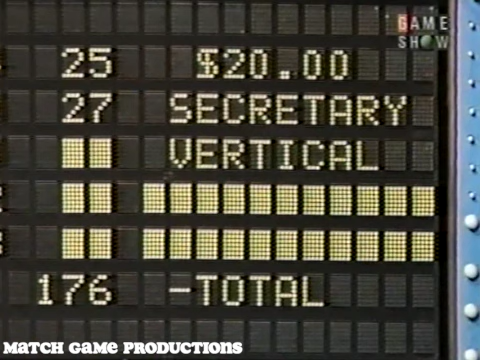 GAME
SHOW
25 $20.00
27 SECRETARY
VERTICAL
176 -TOTAL
MATCH GAME PRODUCTIONS